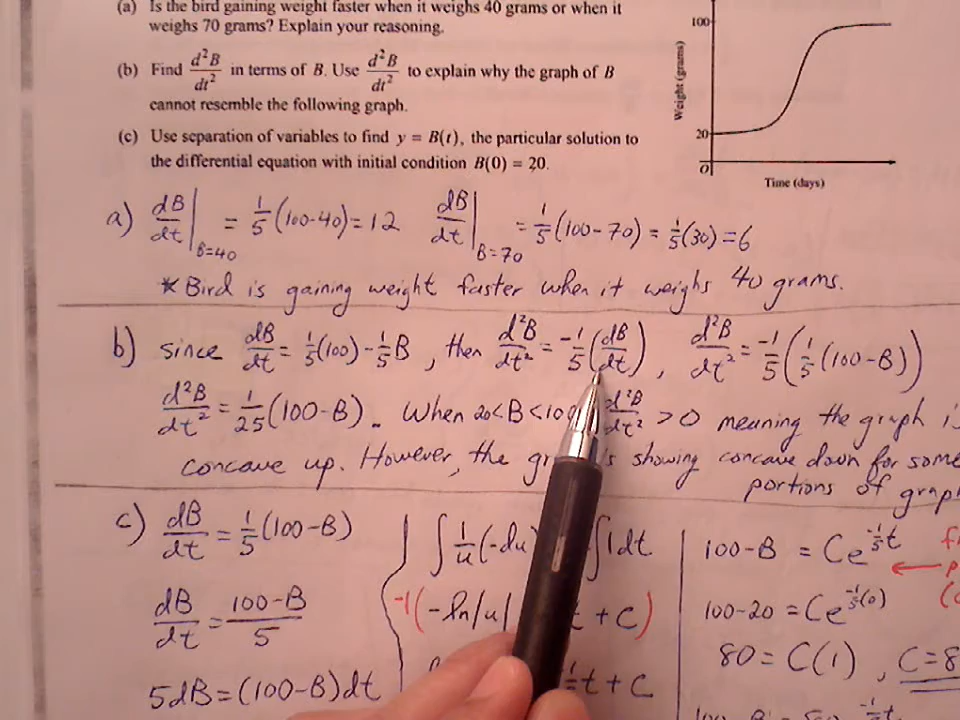 (a) Is the bird gaining weight faster when it weighs 40 grams or when it
weighs 70 grams? Explain your reasoning.
(b) Find d²B/dt² in terms of B. Use d²B/dt² to explain why the graph of B
cannot resemble the following graph.
(c) Use separation of variables to find y = B(t), the particular solution to
the differential equation with initial condition B(0) = 20.
100
Weight (grams)
20
O
Time (days)
a) dB/dt |B=40 = 1/5(100-40) = 12 dB/dt |B=70 = 1/5(100-70) = 1/5(30) = 6
* Bird is gaining weight faster when it weighs 40 grams.
b) since dB/dt = 1/5(100) - 1/5B, then d²B/dt² = -1/5(dB/dt), d²B/dt² = -1/5(1/5(100-B))
d²B/dt² = 1/25(100-B). When 20<B<100 d²B/dt² > 0 meaning the graph
concave up. However, the showing concave down for some
portions of
c) dB/dt = 1/5(100-B)
dB/dt = 100-B/5
5dB = (100-B)dt
∫1/u(-du) ∫1dt
-1(-ln|u| + C)
t + C
100-B = Ce^(-1/5t)
100-20 = Ce^(-1/5(0))
80 = C(1), C=8